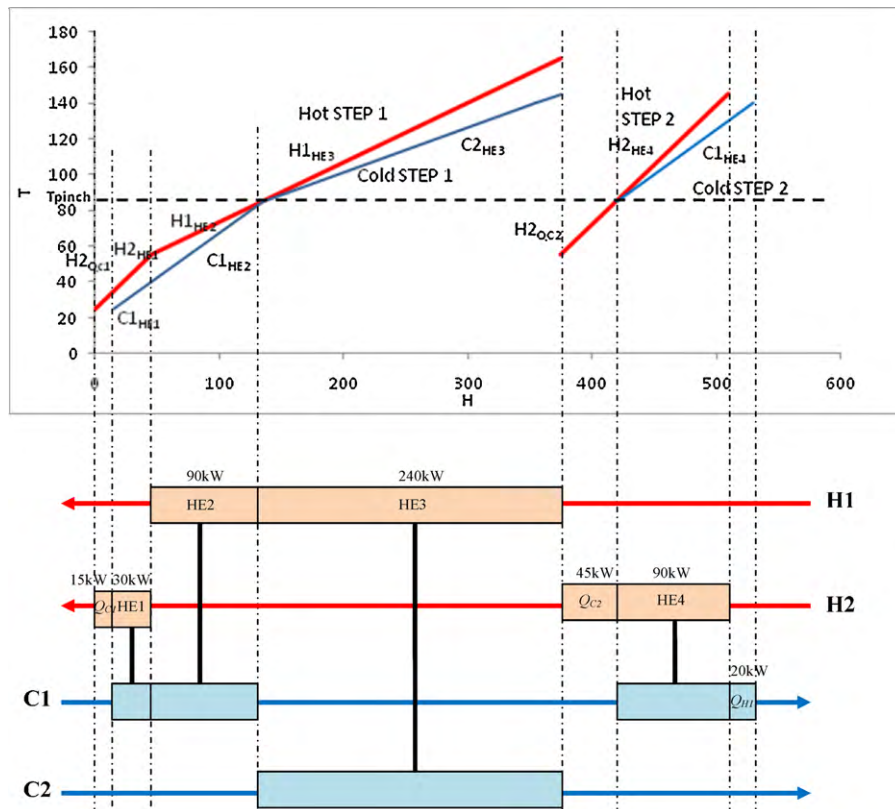 180
160
140
120
100
Tpinch
80
60
40
20
0
T
0
100
200
300
400
500
600
H
Hot STEP 1
H1HE3
C2HE3
Cold STEP 1
Hot
STEP 2
H2HE4
C1HE4
Cold STEP 2
H2QC2
H1HE2
H2HE1
H2QC1
C1HE2
C1HE1
90kW
240kW
HE2
HE3
H1
15kW
30kW
45kW
90kW
QC1
HE1
QC2
HE4
H2
20kW
C1
QH1
C2